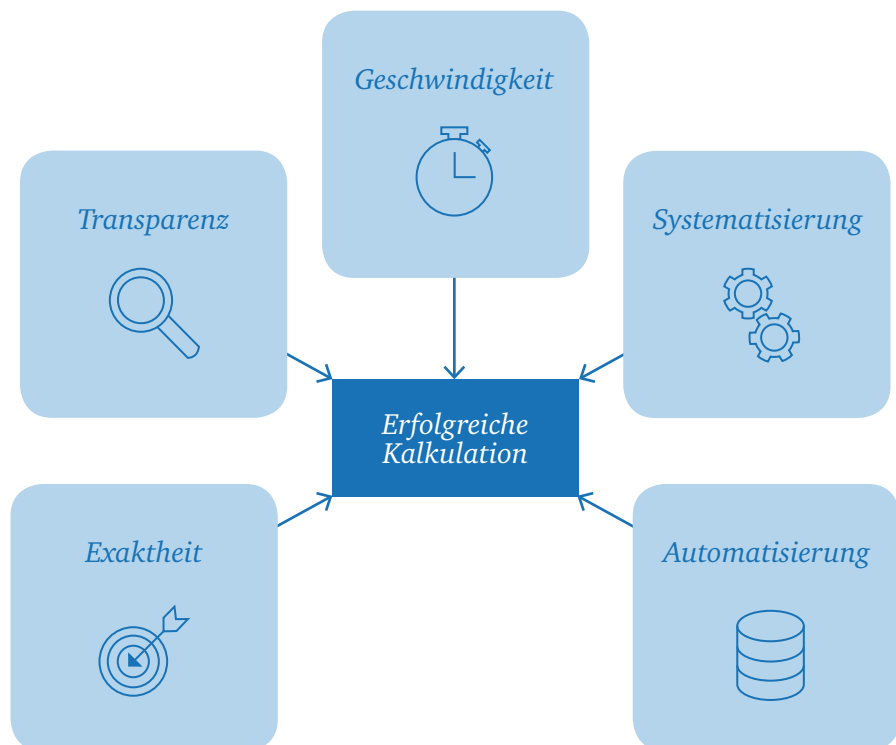 Geschwindigkeit
Transparenz
Systematisierung
Erfolgreiche
Kalkulation
Exaktheit
Automatisierung